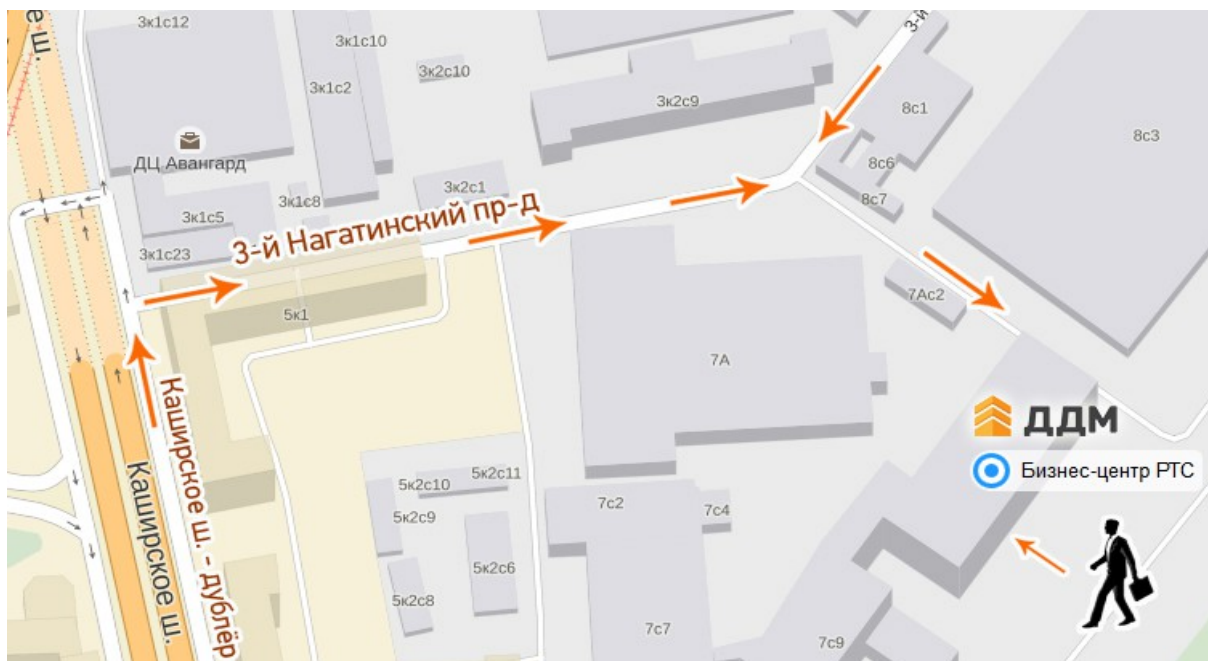 е ш.
3к1с12
3к1с10
3к1с2
3к2с10
3к2с9
3-й
8с1
8с3
8с6
8с7
ДЦ Авангард
3к1с5
3к1с8
3к2с1
3к1с23
3-й Нагатинский пр-д
5к1
7Ас2
7А
Каширское ш. - дублёр
Каширское ш.
ДДМ
Бизнес-центр РТС
5к2с10
5к2с11
5к2с9
5к2с6
5к2с8
7с2
7с4
7с7
7с9